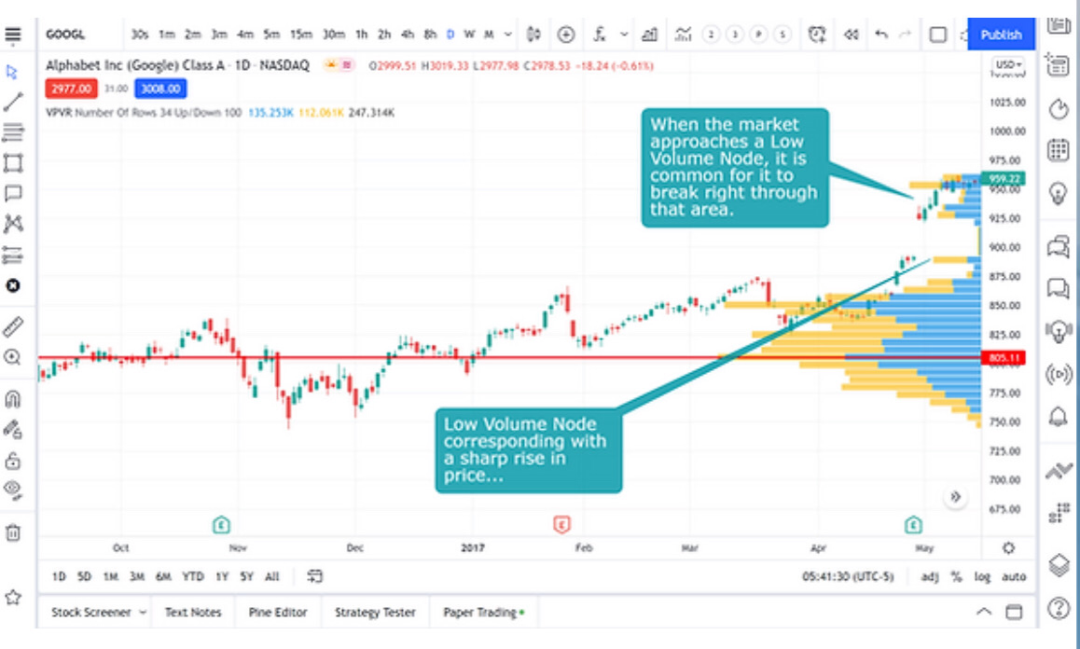 GOOGL 30s 1m 2m 3m 4m 5m 15m 30m 1h 2h 4h 8h D W M 2 3 P S Publish
Alphabet Inc (Google) Class A · 1D · NASDAQ O2999.51 H3019.33 L2977.98 C2978.53 -18.24 (-0.61%) USD
2977.00 31.00 3008.00
VPVR Number Of Rows 34 Up/Down 100 135.253K 112.061K 247.314K
When the market
approaches a Low
Volume Node, it is
common for it to
break right through
that area.
1025.00
1000.00
975.00
959.22
950.00
925.00
900.00
875.00
850.00
825.00
805.11
775.00
750.00
725.00
700.00
675.00
Low Volume Node
corresponding with
a sharp rise in
price...
E E E
Oct Nov Dec 2017 Feb Mar Apr May
1D 5D 1M 3M 6M YTD 1Y 5Y All 05:41:30 (UTC-5) adj % log auto
Stock Screener Text Notes Pine Editor Strategy Tester Paper Trading